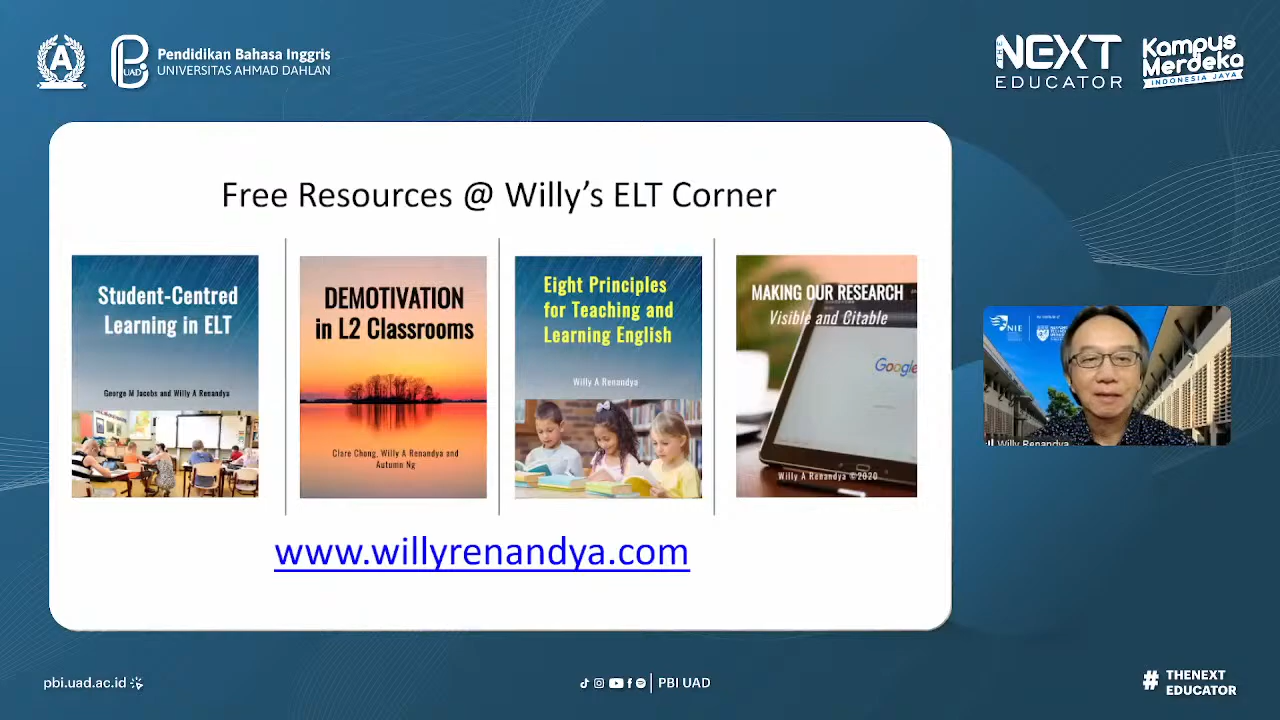 Pendidikan Bahasa Inggris
UNIVERSITAS AHMAD DAHLAN
UAD
THE NEXT
EDUCATOR
Kampus
Merdeka
INDONESIA JAYA
Free Resources @ Willy's ELT Corner
Student-Centred
Learning in ELT
George M Jacobs and Willy A Renandya
DEMOTIVATION
in L2 Classrooms
Clare Chong, Willy A Renandya and
Autumn Ng
Eight Principles
for Teaching and
Learning English
Willy A Renandya
MAKING OUR RESEARCH
Visible and Citable
Google
Willy A Renandya ©2020
www.willyrenandya.com
NIE
Willy Renandya
pbi.uad.ac.id
PBI UAD
# THENEXT
EDUCATOR